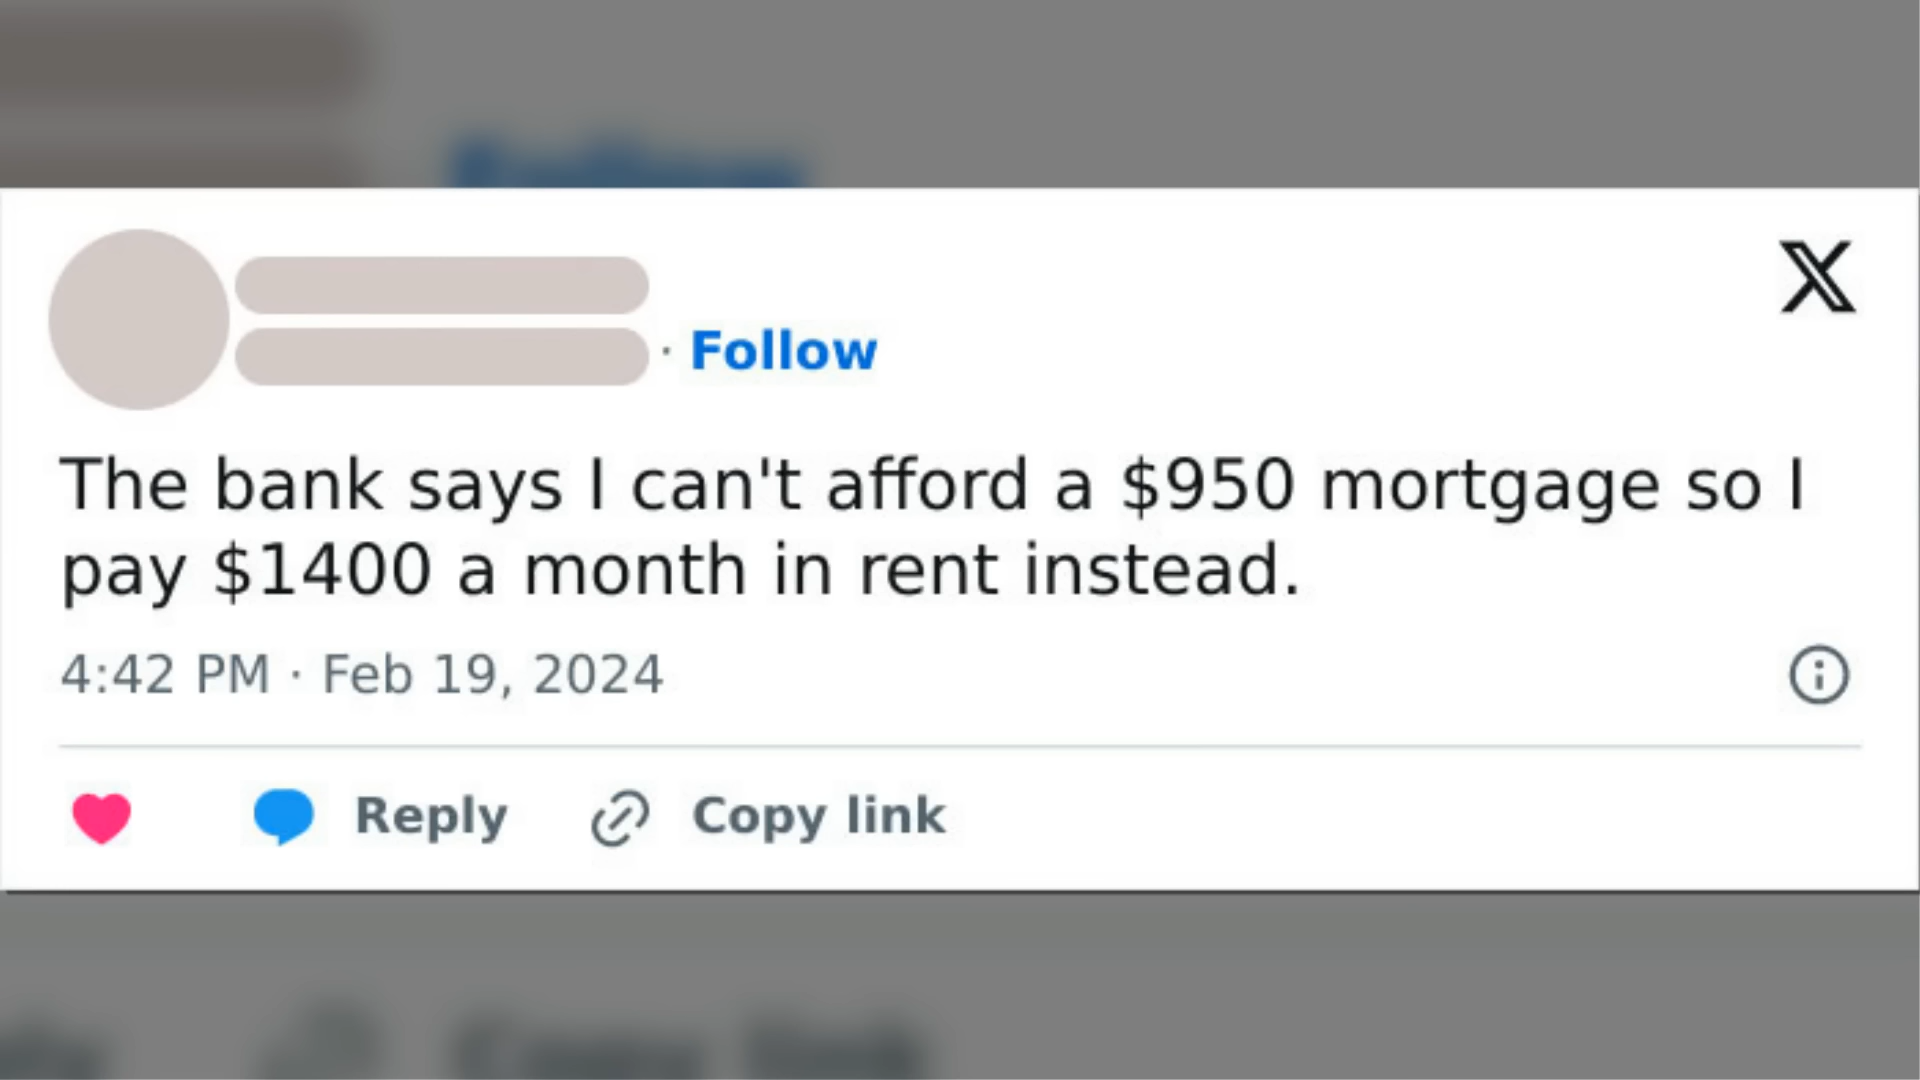 · Follow
The bank says I can't afford a $950 mortgage so I
pay $1400 a month in rent instead.
4:42 PM · Feb 19, 2024
Reply
Copy link